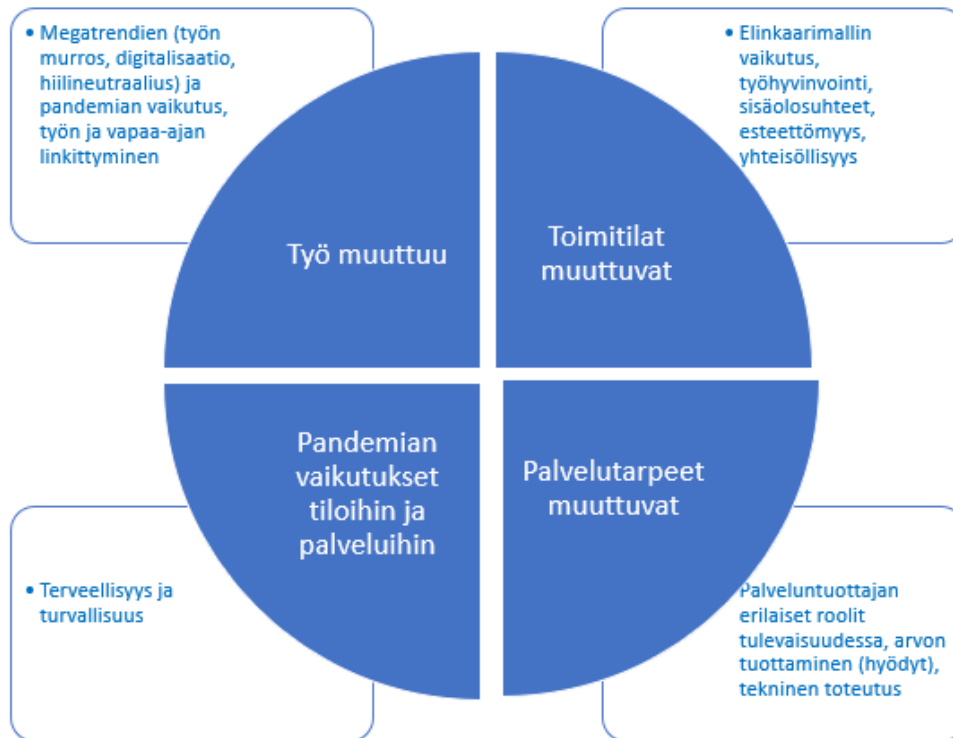 • Megatrendien (työn
murros, digitalisaatio,
hiilineutraalius) ja
pandemian vaikutus,
työn ja vapaa-ajan
linkittyminen
• Elinkaarimallin
vaikutus,
työhyvinvointi,
sisäolosuhteet,
esteettömyys,
yhteisöllisyys
Työ muuttuu
Toimitilat
muuttuvat
Pandemian
vaikutukset
tiloihin ja
palveluihin
Palvelutarpeet
muuttuvat
• Terveellisyys ja
turvallisuus
Palveluntuottajan
erilaiset roolit
tulevaisuudessa, arvon
tuottaminen (hyödyt),
tekninen toteutus